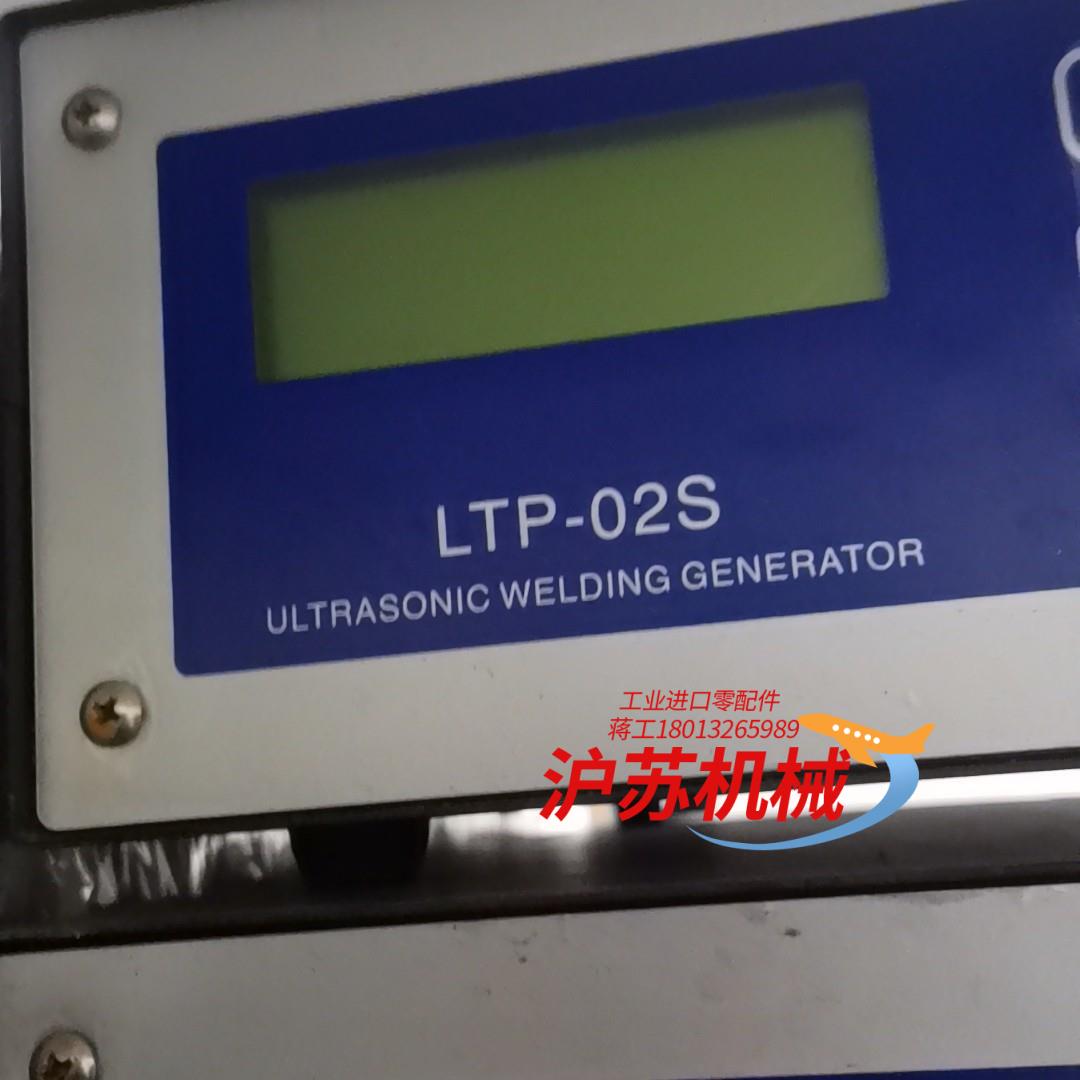 LTP-02S
ULTRASONIC WELDING GENERATOR
工业进口零配件
蒋工18013265989
沪苏机械